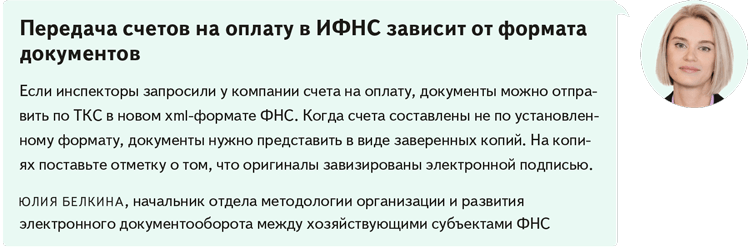 Передача счетов на оплату в ИФНС зависит от формата
документов
Если инспекторы запросили у компании счета на оплату, документы можно отпра-
вить по ТКС в новом xml-формате ФНС. Когда счета составлены не по установлен-
ному формату, документы нужно представить в виде заверенных копий. На копи-
ях поставьте отметку о том, что оригиналы завизированы электронной подписью.
ЮЛИЯ БЕЛКИНА, начальник отдела методологии организации и развития
электронного документооборота между хозяйствующими субъектами ФНС